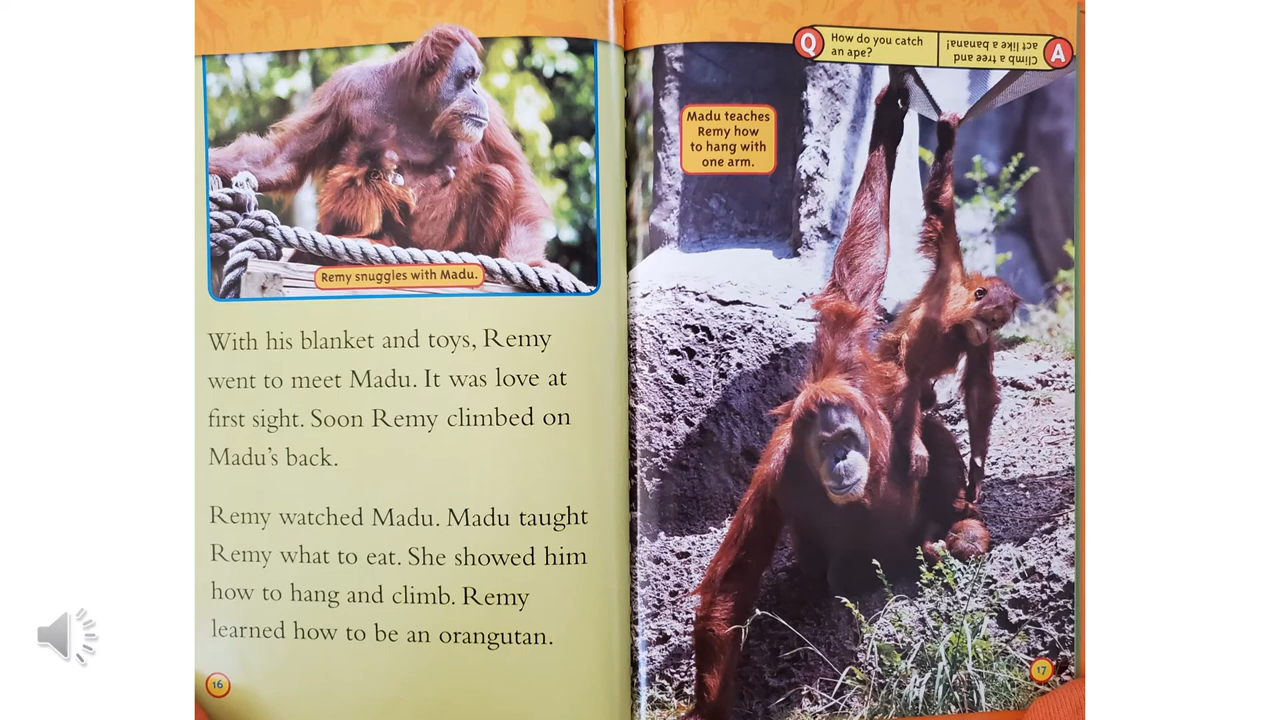 Remy snuggles with Madu.
With his blanket and toys, Remy
went to meet Madu. It was love at
first sight. Soon Remy climbed on
Madu's back.
Remy watched Madu. Madu taught
Remy what to eat. She showed him
how to hang and climb. Remy
learned how to be an orangutan.
16
Q
How do you catch
an ape?
A
Climb a tree and
act like a banana!
Madu teaches
Remy how
to hang with
one arm.
17